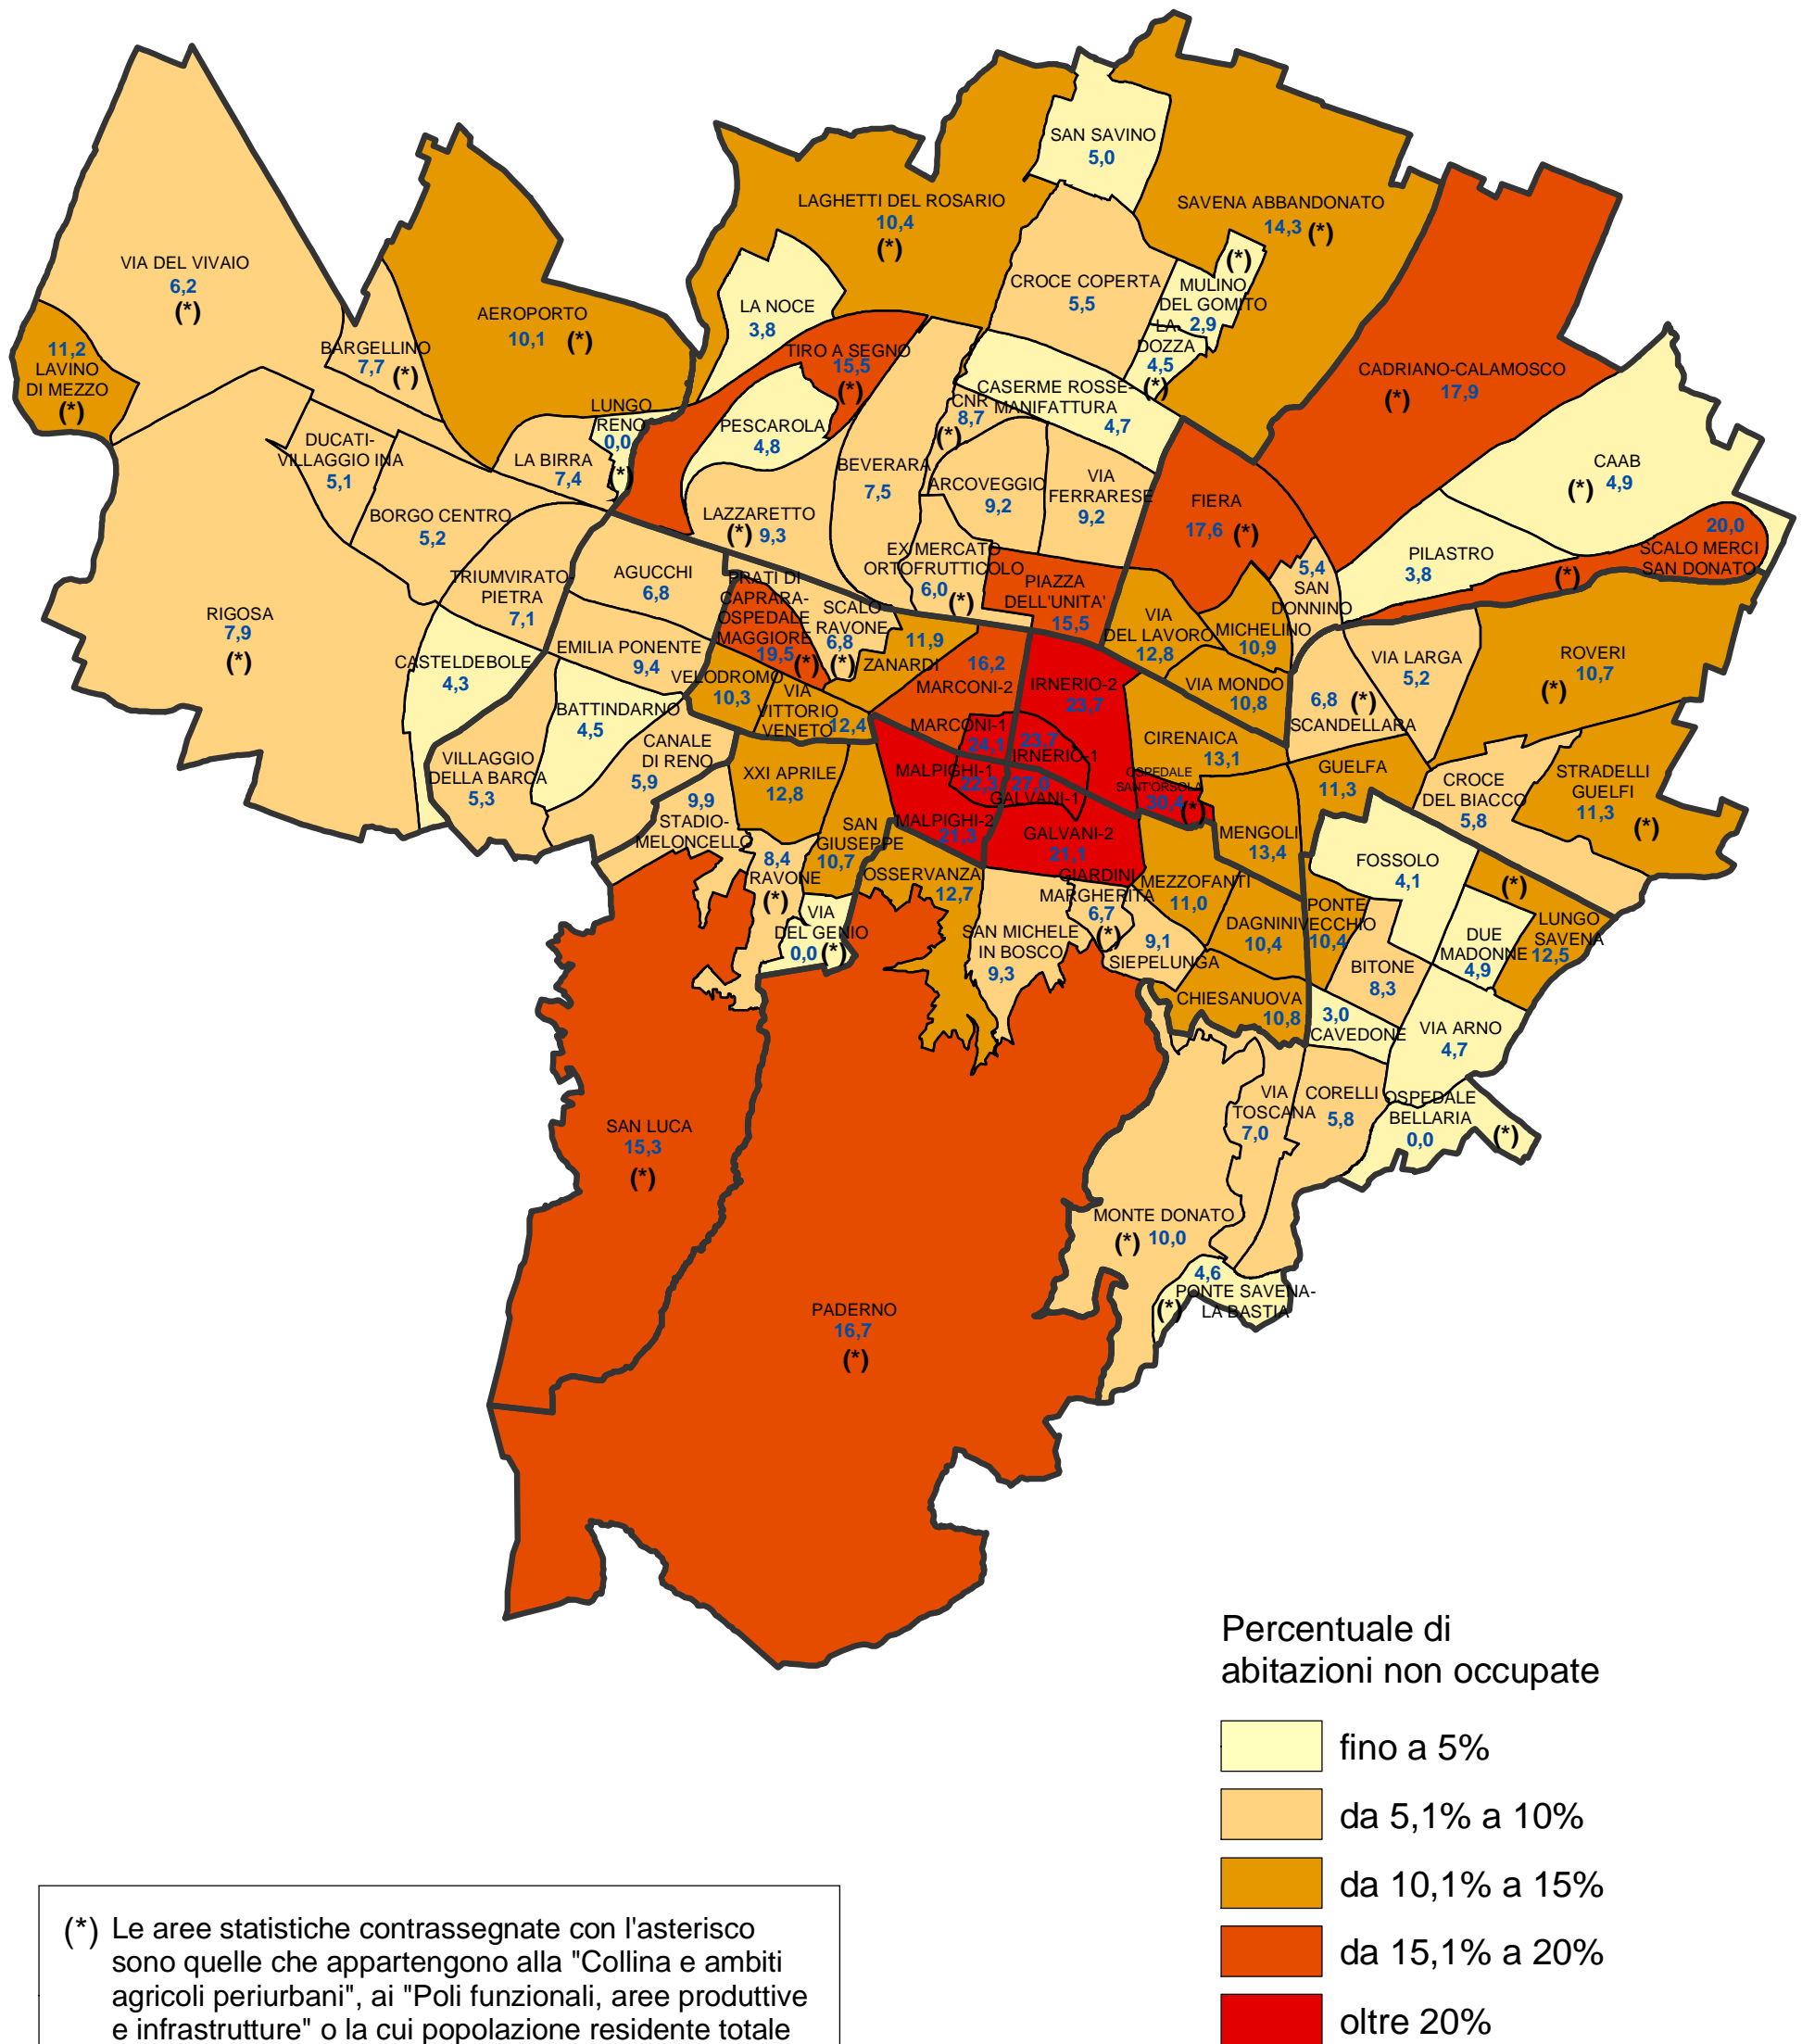 SAN SAVINO
5,0
LAGHETTI DEL ROSARIO
10,4
(*)
SAVENA ABBANDONATO
14,3 (*)
VIA DEL VIVAIO
6,2
(*)
AEROPORTO
10,1 (*)
LA NOCE
3,8
CROCE COPERTA
5,5
(*)
MULINO
DEL GOMITO
2,9
LA
DOZZA
4,5
(*)
BARGELLINO
7,7 (*)
11,2
LAVINO
DI MEZZO
(*)
TIRO A SEGNO
15,5
(*)
CADRIANO-CALAMOSCO
(*) 17,9
CASERME ROSSE-
MANIFATTURA
4,7
CNR
8,7
(*)
LUNGO
RENO
0,0
(*)
PESCAROLA
4,8
DUCATI-
VILLAGGIO INA
5,1
LA BIRRA
7,4
BEVERARA
7,5
ARCOVEGGIO
9,2
VIA
FERRARESE
9,2
FIERA
17,6 (*)
CAAB
(*) 4,9
BORGO CENTRO
5,2
LAZZARETTO
(*) 9,3
EX MERCATO
ORTOFRUTTICOLO
6,0 (*)
PILASTRO
3,8
20,0
SCALO MERCI
SAN DONATO
(*)
TRIUMVIRATO-
PIETRA
7,1
AGUCCHI
6,8
PRATI DI
CAPRARA-
OSPEDALE
MAGGIORE
19,5 (*)
SCALO
RAVONE
6,8
(*)
PIAZZA
DELL'UNITA'
15,5
5,4
SAN
DONNINO
RIGOSA
7,9
(*)
VIA
DEL LAVORO
12,8
MICHELINO
10,9
11,9
ZANARDI
EMILIA PONENTE
9,4
CASTELDEBOLE
4,3
VELODROMO
10,3
VIA
VITTORIO
VENETO
12,4
16,2
MARCONI-2
IRNERIO-2
23,7
VIA MONDO
10,8
6,8 (*)
SCANDELLARA
VIA LARGA
5,2
ROVERI
(*) 10,7
BATTINDARNO
4,5
MARCONI-1
24,1
23,7
IRNERIO-1
CIRENAICA
13,1
VILLAGGIO
DELLA BARCA
5,3
CANALE
DI RENO
5,9
XXI APRILE
12,8
MALPIGHI-1
22,3
27,0
GALVANI-1
OSPEDALE
SANT'ORSOLA
30,4 (*)
GUELFA
11,3
CROCE
DEL BIACCO
5,8
STRADELLI
GUELFI
11,3 (*)
9,9
STADIO-
MELONCELLO
SAN
GIUSEPPE
10,7
MALPIGHI-2
21,3
GALVANI-2
21,1
MENGOLI
13,4
FOSSOLO
4,1
8,4
RAVONE
(*)
OSSERVANZA
12,7
GIARDINI
MARGHERITA
6,7
(*)
MEZZOFANTI
11,0
(*)
LUNGO
SAVENA
12,5
VIA
DEL GENIO
0,0 (*)
SAN MICHELE
IN BOSCO
9,3
9,1
SIEPELUNGA
DAGNINI
10,4
PONTE
VECCHIO
10,4
DUE
MADONNE
4,9
BITONE
8,3
CHIESANUOVA
10,8
3,0
CAVEDONE
VIA ARNO
4,7
SAN LUCA
15,3
(*)
VIA
TOSCANA
7,0
CORELLI
5,8
OSPEDALE
BELLARIA
0,0 (*)
MONTE DONATO
(*) 10,0
4,6
(*) PONTE SAVENA-
LA BASTIA
PADERNO
16,7
(*)
Percentuale di
abitazioni non occupate
fino a 5%
da 5,1% a 10%
da 10,1% a 15%
da 15,1% a 20%
oltre 20%
(*) Le aree statistiche contrassegnate con l'asterisco
sono quelle che appartengono alla "Collina e ambiti
agricoli periurbani", ai "Poli funzionali, aree produttive
e infrastrutture" o la cui popolazione residente totale